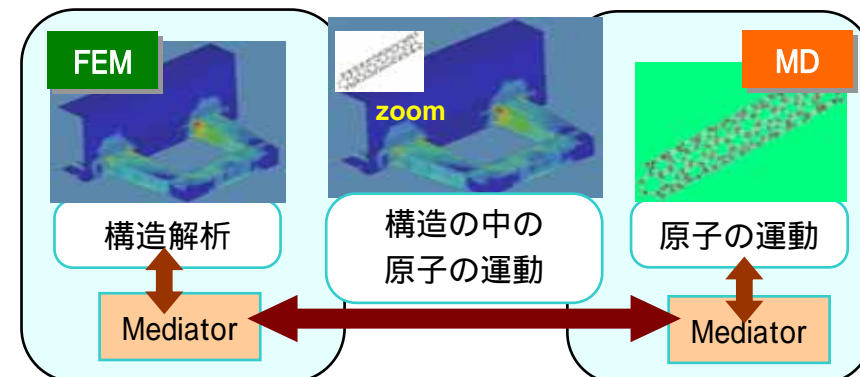 FEM
zoom
MD
構造解析
構造の中の
原子の運動
原子の運動
Mediator
Mediator